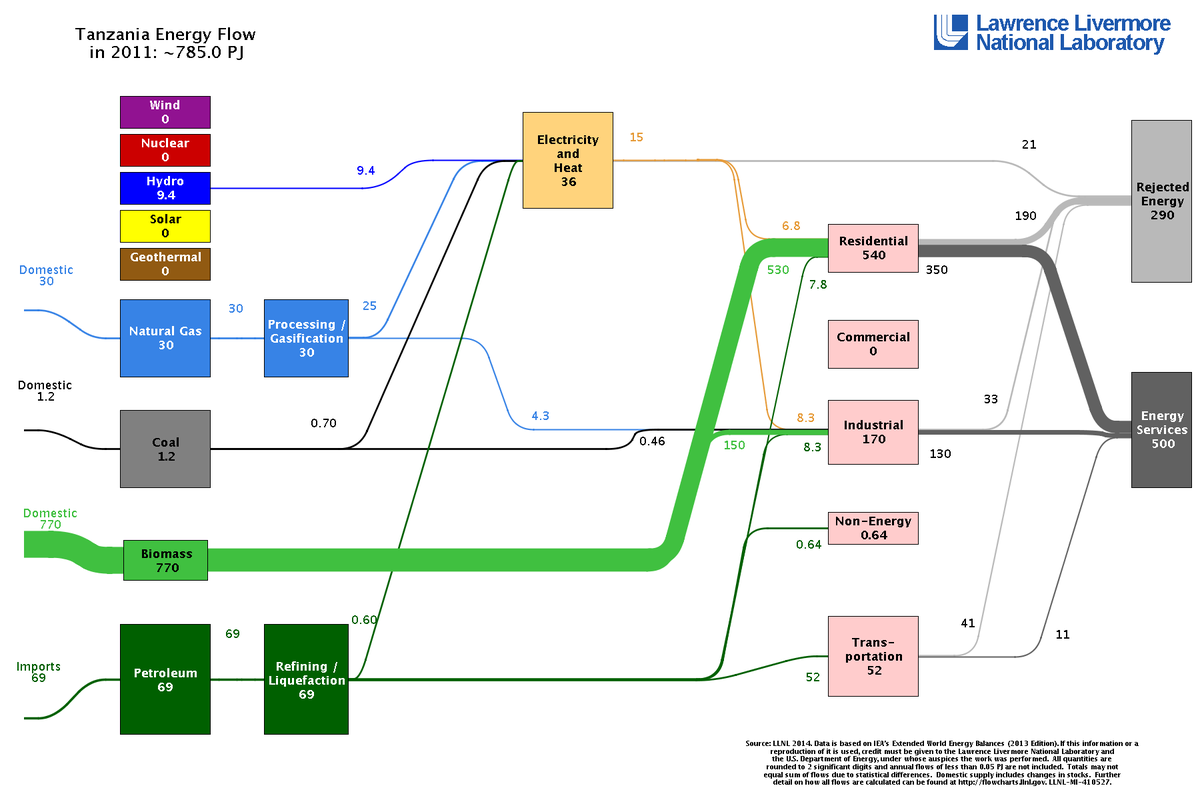 Tanzania Energy Flow
in 2011: ~785.0 PJ
Lawrence Livermore
National Laboratory
Wind
0
Nuclear
0
Hydro
9.4
Solar
0
Geothermal
0
Domestic
30
Natural Gas
30
30
Processing /
Gasification
30
25
9.4
Electricity
and
Heat
36
15
21
Rejected
Energy
290
190
6.8
Residential
540
530
7.8
350
Commercial
0
Domestic
1.2
Coal
1.2
0.70
4.3
0.46
150
8.3
8.3
Industrial
170
33
130
Energy
Services
500
Domestic
770
Biomass
770
Non-Energy
0.64
0.64
Imports
69
Petroleum
69
69
Refining /
Liquefaction
69
0.60
52
Trans-
portation
52
41
11
Source: LLNL 2014. Data is based on IEA's Extended World Energy Balances (2013 Edition). If this information or a
reproduction of it is used, credit must be given to the Lawrence Livermore National Laboratory and
the U.S. Department of Energy, under whose auspices the work was performed. All quantities are
rounded to 2 significant digits and annual flows of less than 0.05 PJ are not included. Totals may not
equal sum of flows due to statistical differences. Domestic supply includes changes in stocks. Further
detail on how all flows are calculated can be found at http://flowcharts.llnl.gov. LLNL-MI-410527.